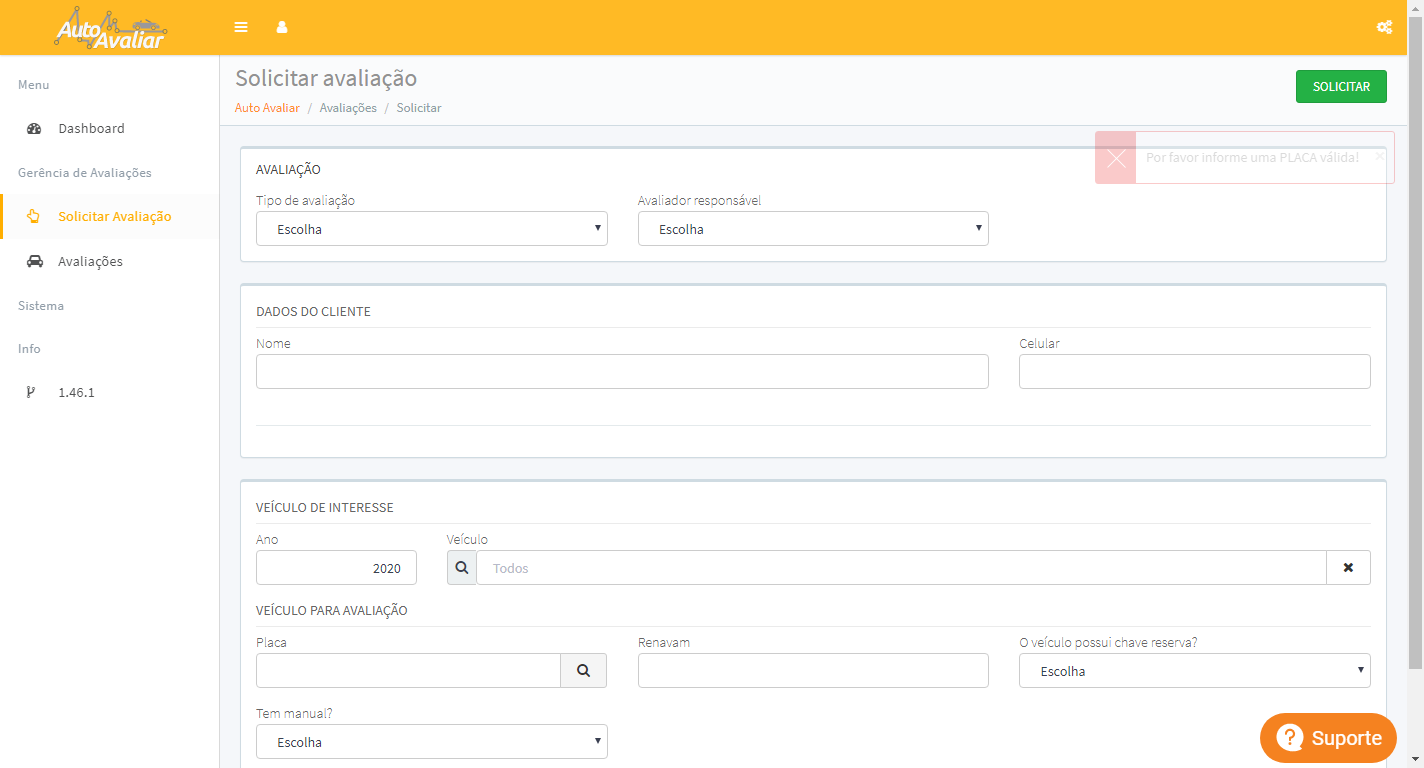 Auto
Avaliar
Menu
Dashboard
Gerência de Avaliações
Solicitar Avaliação
Avaliações
Sistema
Info
1.46.1
Solicitar avaliação
Auto Avaliar / Avaliações / Solicitar
SOLICITAR
Por favor informe uma PLACA válida!
AVALIAÇÃO
Tipo de avaliação
Escolha
Avaliador responsável
Escolha
DADOS DO CLIENTE
Nome
Celular
VEÍCULO DE INTERESSE
Ano
2020
Veículo
Todos
VEÍCULO PARA AVALIAÇÃO
Placa
Renavam
O veículo possui chave reserva?
Escolha
Tem manual?
Escolha
Suporte